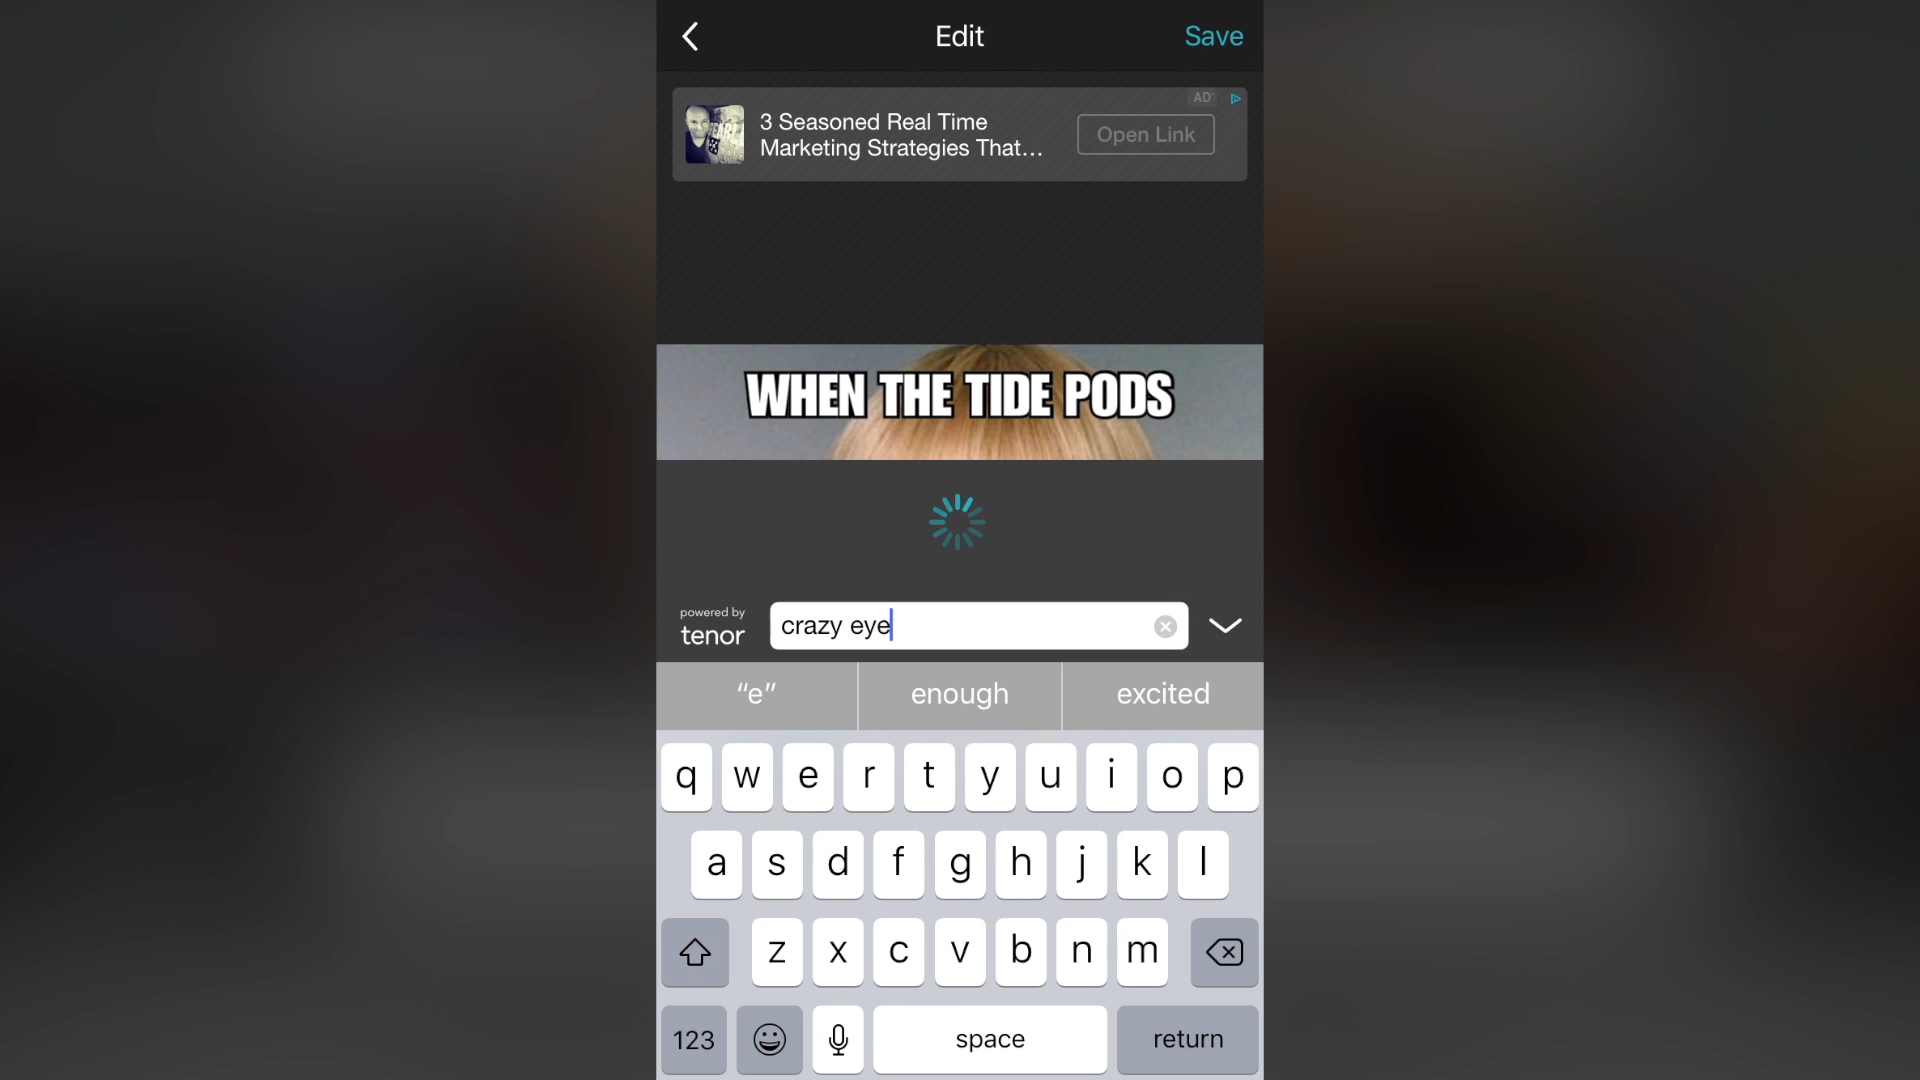 Edit
Save
AD
3 Seasoned Real Time
Marketing Strategies That...
Open Link
WHEN THE TIDE PODS
powered by
tenor
crazy eye
"e"
enough
excited
q w e r t y u i o p
a s d f g h j k l
z x c v b n m
123
space
return